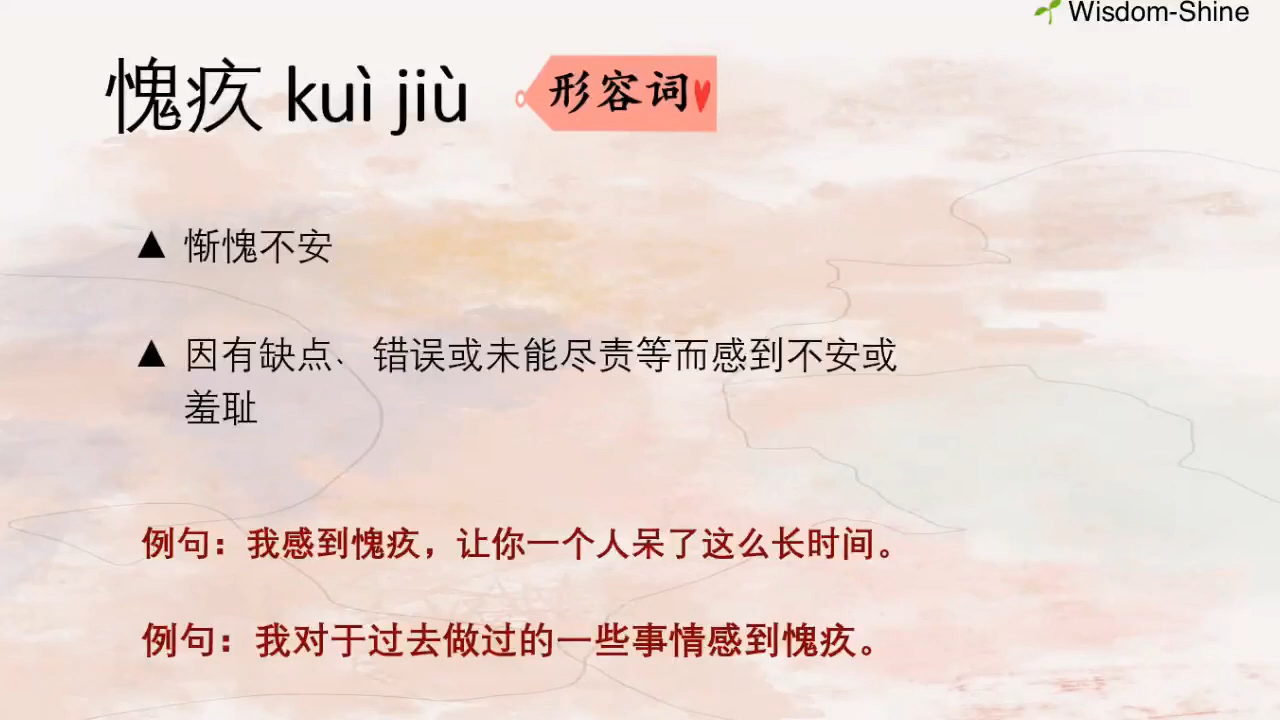 Wisdom-Shine
愧疚 kuì jiù 形容词
▲ 惭愧不安
▲ 因有缺点、错误或未能尽责等而感到不安或
羞耻
例句：我感到愧疚，让你一个人呆了这么长时间。
例句：我对于过去做过的一些事情感到愧疚。